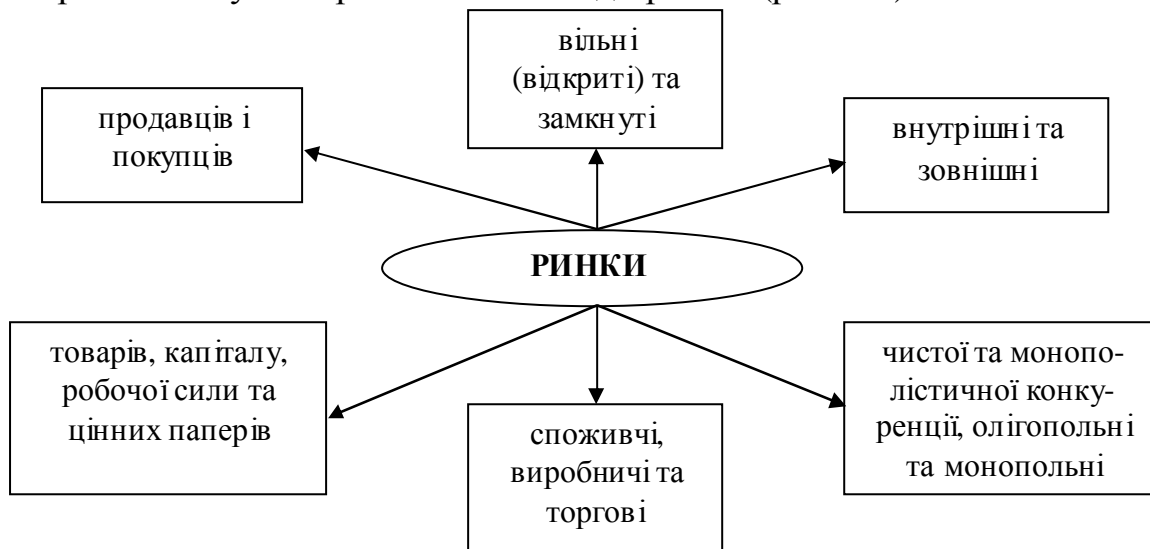 вільні
(відкриті) та
замкнуті
продавців і
покупців
внутрішні та
зовнішні
РИНКИ
товарів, капіталу,
робочої сили та
цінних паперів
споживчі,
виробничі та
торгові
чистої та монопо-
лістичної конку-
ренції, олігопольні
та монопольні